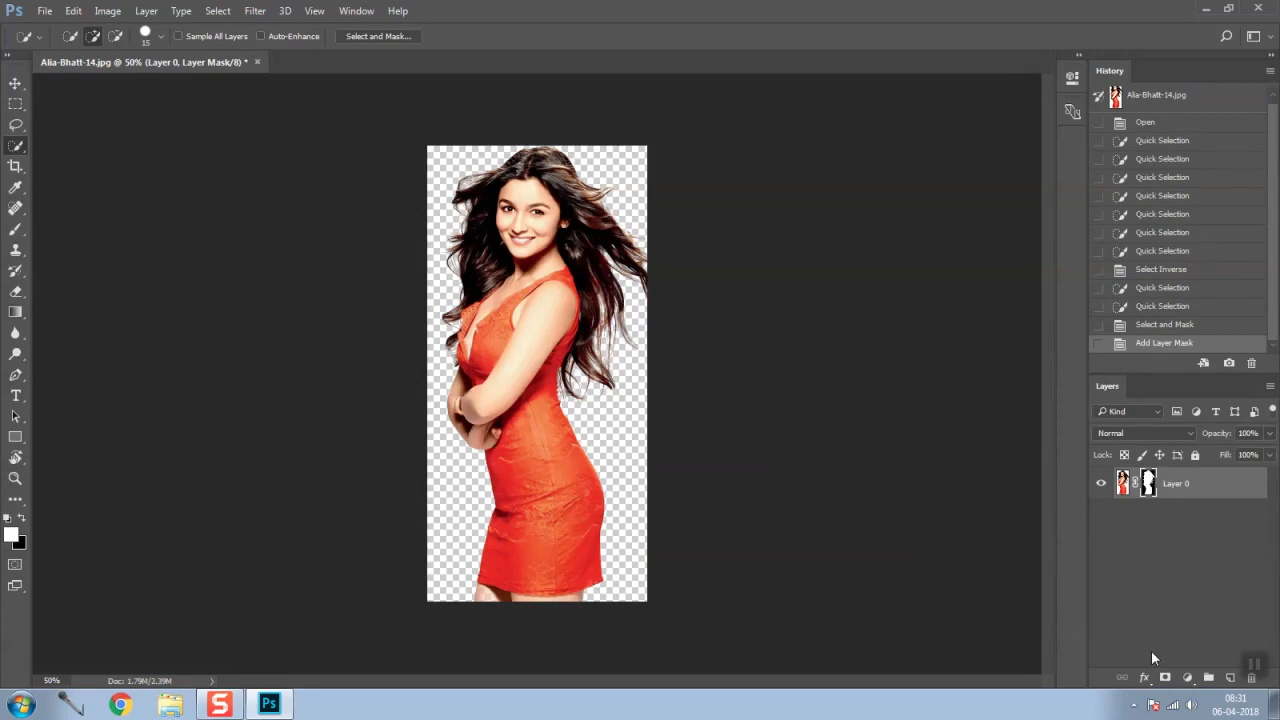 Ps File Edit Image Layer Type Select Filter 3D View Window Help
15 Sample All Layers Auto-Enhance Select and Mask...
Alia-Bhatt-14.jpg @ 50% (Layer 0, Layer Mask/8) * ×
History
Alia-Bhatt-14.jpg
Open
Quick Selection
Quick Selection
Quick Selection
Quick Selection
Quick Selection
Quick Selection
Quick Selection
Select Inverse
Quick Selection
Quick Selection
Select and Mask
Add Layer Mask
Layers
Kind
Normal Opacity: 100%
Lock: Fill: 100%
Layer 0
fx
50% Doc: 1.79M/2.39M
S Ps
08:31
06-04-2018